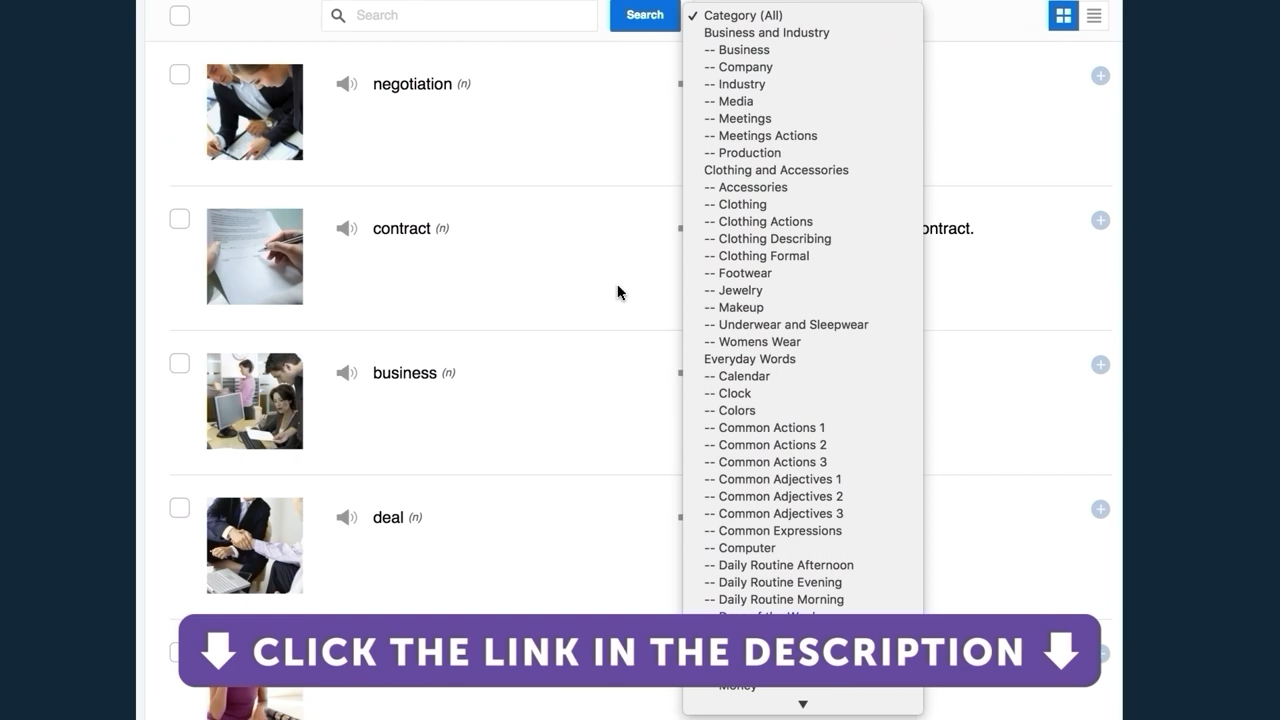 Search
Search
✓ Category (All)
Business and Industry
-- Business
-- Company
-- Industry
-- Media
-- Meetings
-- Meetings Actions
-- Production
Clothing and Accessories
-- Accessories
-- Clothing
-- Clothing Actions
-- Clothing Describing
-- Clothing Formal
-- Footwear
-- Jewelry
-- Makeup
-- Underwear and Sleepwear
-- Womens Wear
Everyday Words
-- Calendar
-- Clock
-- Colors
-- Common Actions 1
-- Common Actions 2
-- Common Actions 3
-- Common Adjectives 1
-- Common Adjectives 2
-- Common Adjectives 3
-- Common Expressions
-- Computer
-- Daily Routine Afternoon
-- Daily Routine Evening
-- Daily Routine Morning
negotiation (n)
contract (n)
ontract.
business (n)
deal (n)
CLICK THE LINK IN THE DESCRIPTION